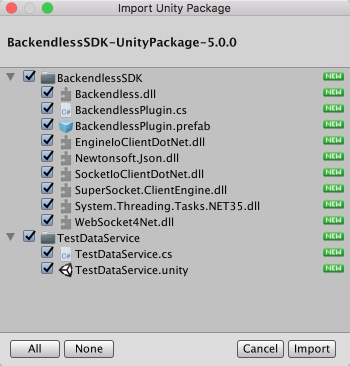 Import Unity Package
BackendlessSDK-UnityPackage-5.0.0
BackendlessSDK NEW
Backendless.dll NEW
C# BackendlessPlugin.cs NEW
BackendlessPlugin.prefab NEW
EngineIoClientDotNet.dll NEW
Newtonsoft.Json.dll NEW
SocketIoClientDotNet.dll NEW
SuperSocket.ClientEngine.dll NEW
System.Threading.Tasks.NET35.dll NEW
WebSocket4Net.dll NEW
TestDataService NEW
C# TestDataService.cs NEW
TestDataService.unity NEW
All None Cancel Import